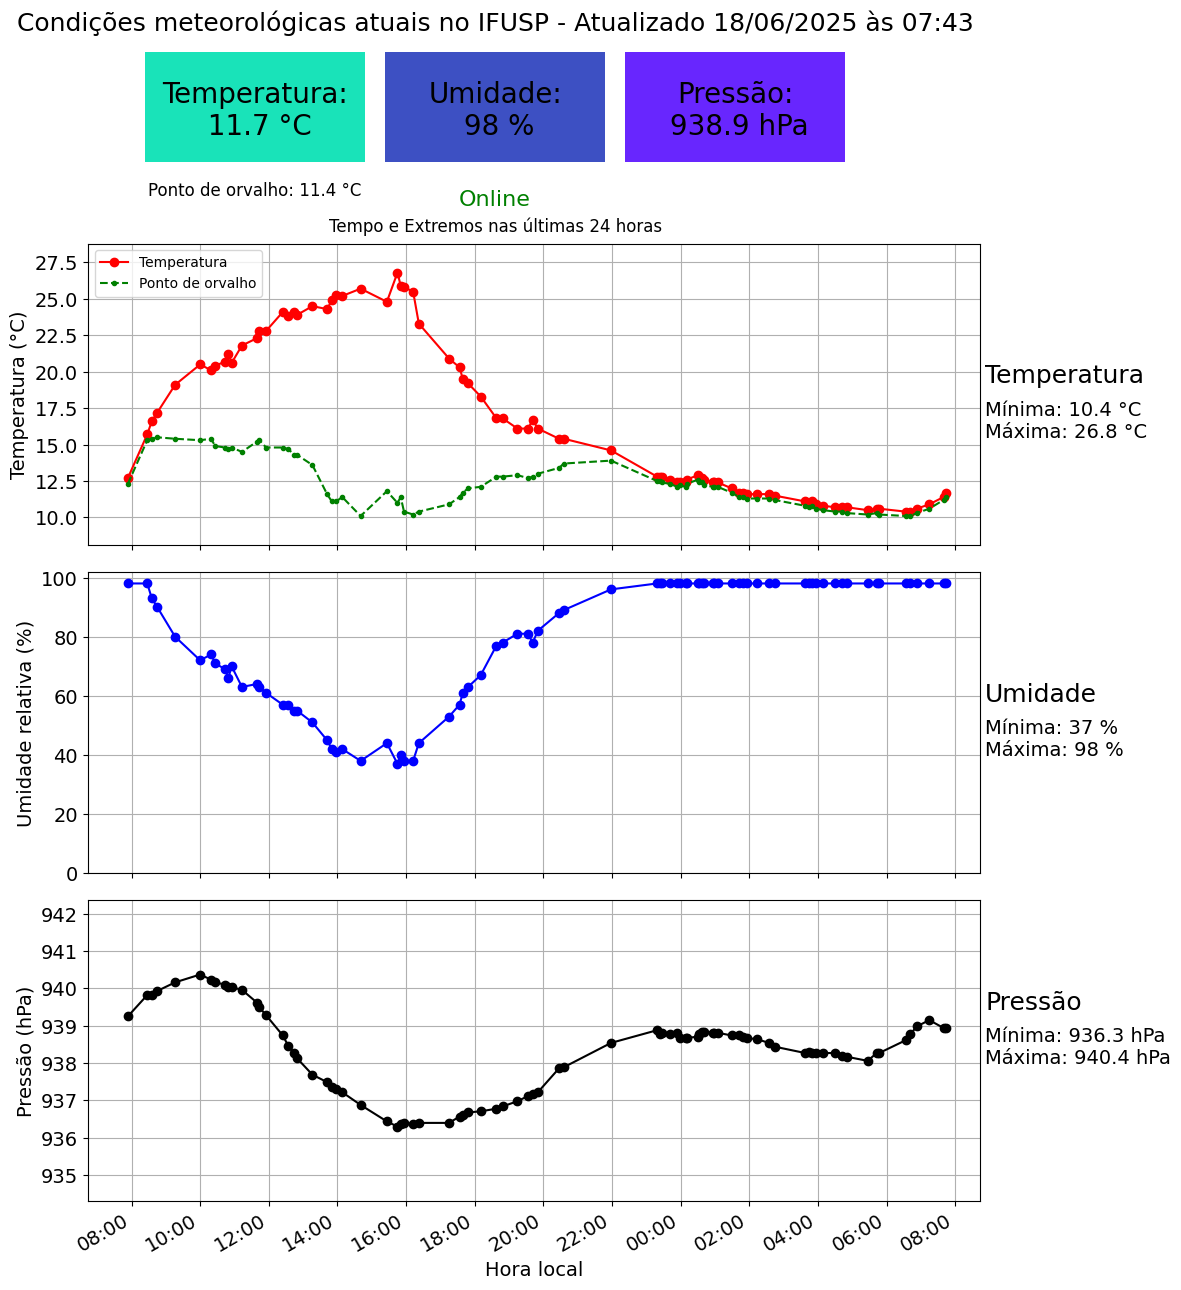 Condições meteorológicas atuais no IFUSP - Atualizado 18/06/2025 às 07:43
Temperatura:
11.7 °C
Umidade:
98 %
Pressão:
938.9 hPa
Ponto de orvalho: 11.4 °C
Online
Tempo e Extremos nas últimas 24 horas
Temperatura
Ponto de orvalho
Temperatura (°C)
27.5
25.0
22.5
20.0
17.5
15.0
12.5
10.0
Temperatura
Mínima: 10.4 °C
Máxima: 26.8 °C
Umidade relativa (%)
100
80
60
40
20
0
Umidade
Mínima: 37 %
Máxima: 98 %
Pressão (hPa)
942
941
940
939
938
937
936
935
Pressão
Mínima: 936.3 hPa
Máxima: 940.4 hPa
08:00 10:00 12:00 14:00 16:00 18:00 20:00 22:00 00:00 02:00 04:00 06:00 08:00
Hora local